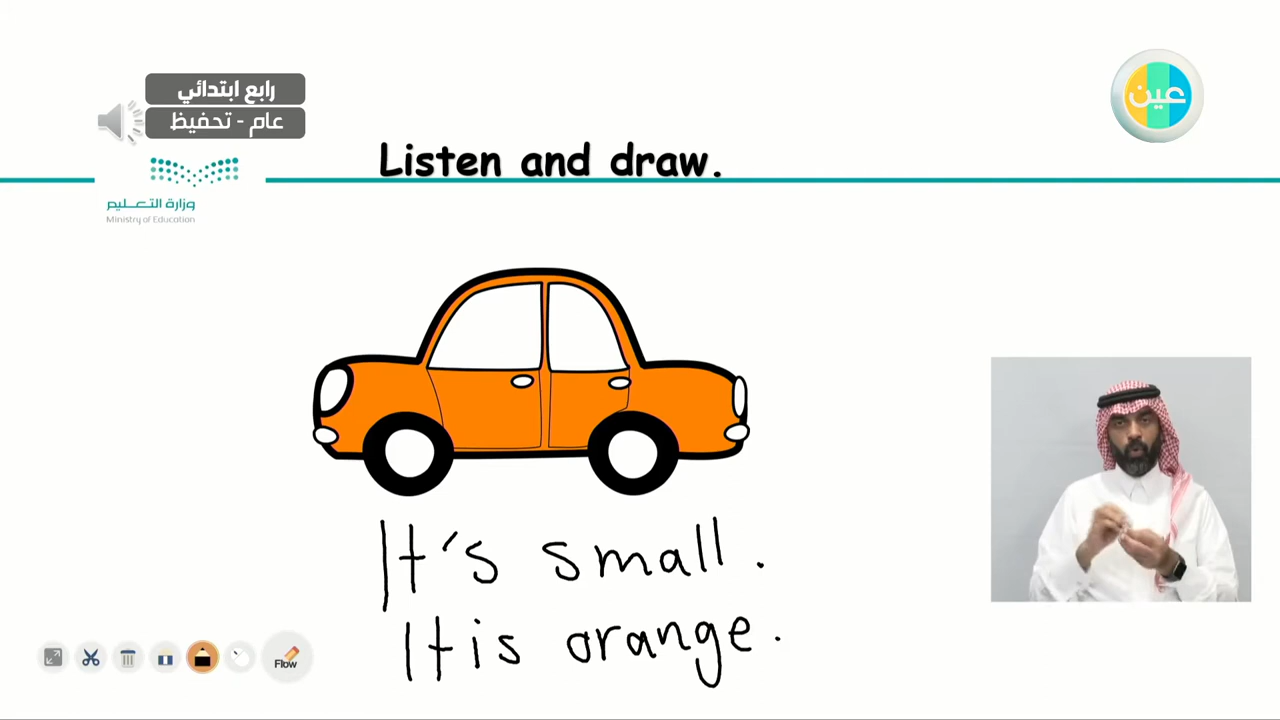 رابع ابتدائي
عام - تحفيظ
عين
Listen and draw.
وزارة التعليم
Ministry of Education
It's small.
It is orange.
Flow